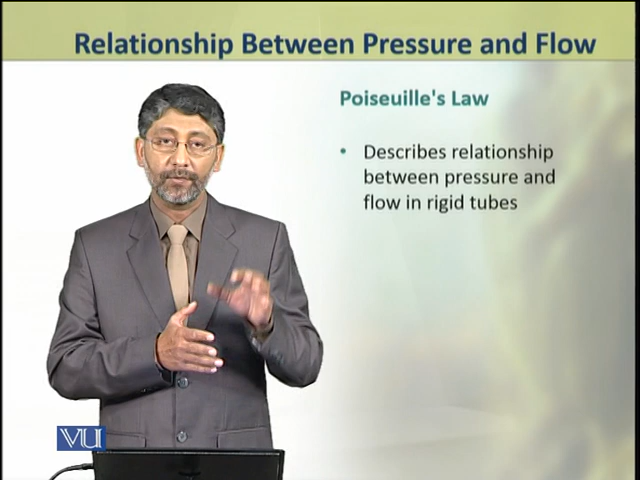 Relationship Between Pressure and Flow
Poiseuille's Law
• Describes relationship
between pressure and
flow in rigid tubes
VU